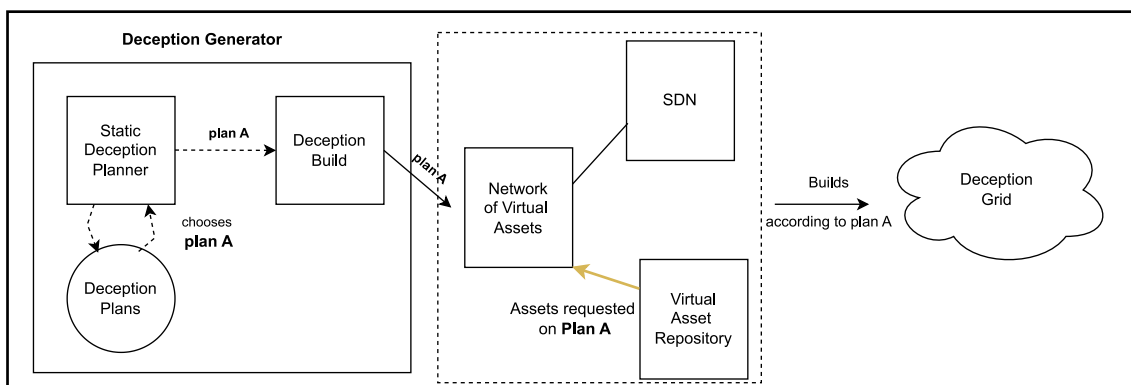 Deception Generator
Static
Deception
Planner
plan A
Deception
Build
chooses
plan A
Deception
Plans
plan A
SDN
Network
of Virtual
Assets
Assets requested
on Plan A
Virtual
Asset
Repository
Builds
according to plan A
Deception
Grid